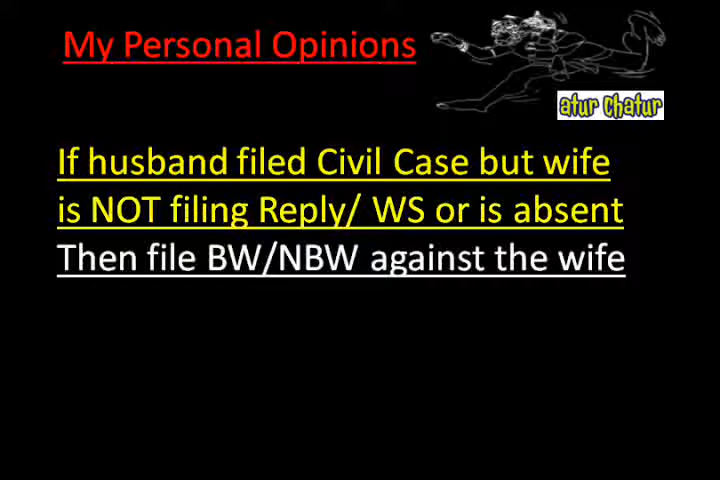 My Personal Opinions
atur chatur
If husband filed Civil Case but wife
is NOT filing Reply/ WS or is absent
Then file BW/NBW against the wife